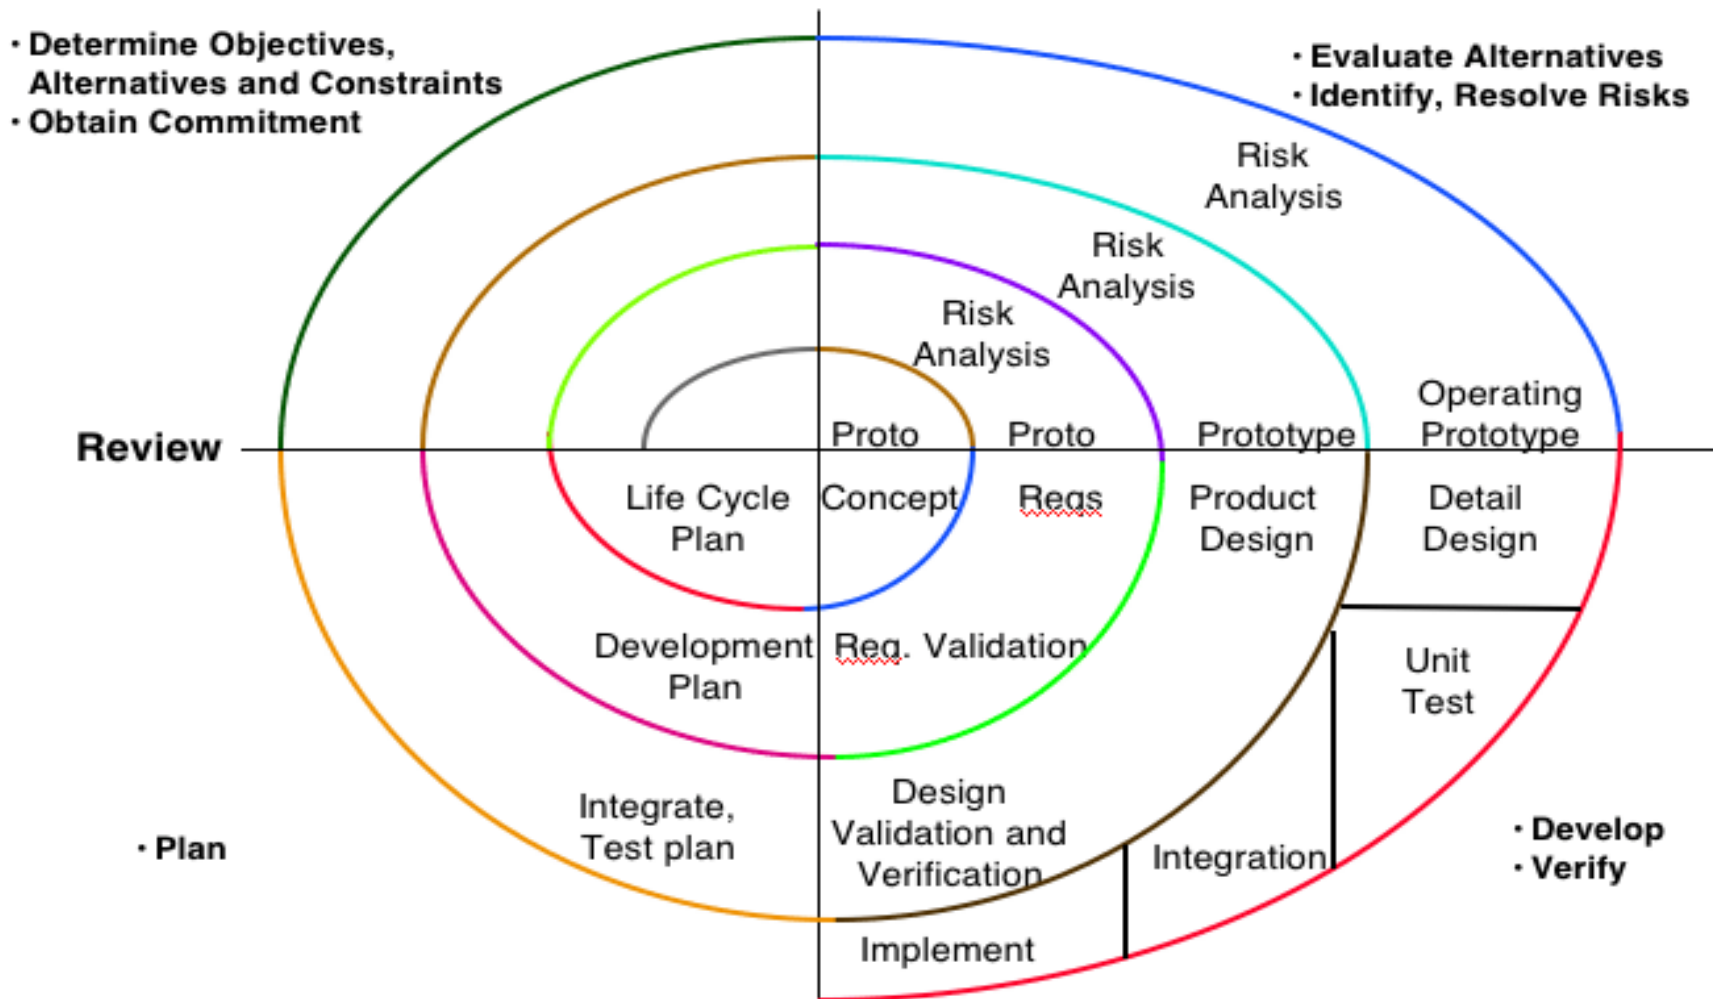 · Determine Objectives,
Alternatives and Constraints
· Obtain Commitment
· Evaluate Alternatives
· Identify, Resolve Risks
Risk
Analysis
Risk
Analysis
Risk
Analysis
Operating
Prototype
Prototype
Proto
Proto
Review
Life Cycle
Plan
Concept
Reqs
Product
Design
Detail
Design
Development
Plan
Req. Validation
Unit
Test
Integrate,
Test plan
Design
Validation and
Verification
Integration
Implement
· Plan
· Develop
· Verify